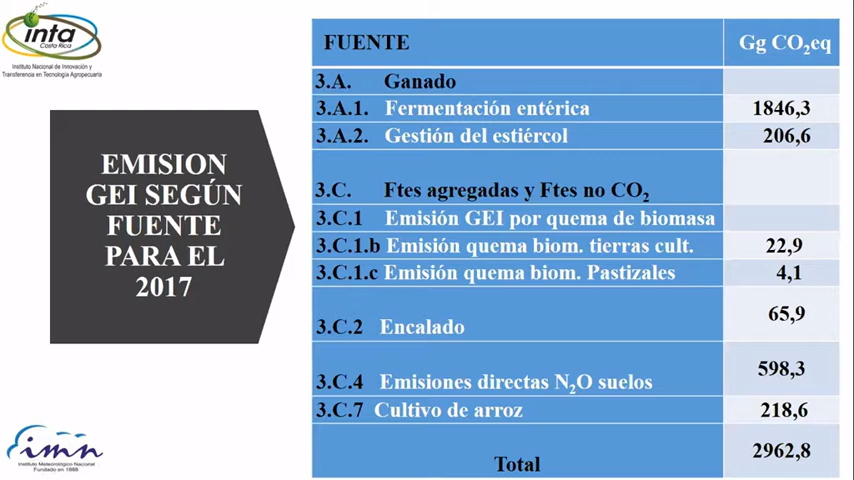 inta
Costa Rica
Instituto Nacional de Innovación y
Transferencia en Tecnología Agropecuaria
EMISION
GEI SEGÚN
FUENTE
PARA EL
2017
FUENTE Gg CO₂eq
3.A. Ganado
3.A.1. Fermentación entérica 1846,3
3.A.2. Gestión del estiércol 206,6
3.C. Ftes agregadas y Ftes no CO₂
3.C.1 Emisión GEI por quema de biomasa
3.C.1.b Emisión quema biom. tierras cult. 22,9
3.C.1.c Emisión quema biom. Pastizales 4,1
3.C.2 Encalado 65,9
3.C.4 Emisiones directas N₂O suelos 598,3
3.C.7 Cultivo de arroz 218,6
Total 2962,8
imn
Instituto Meteorológico Nacional
Fundado en 1888